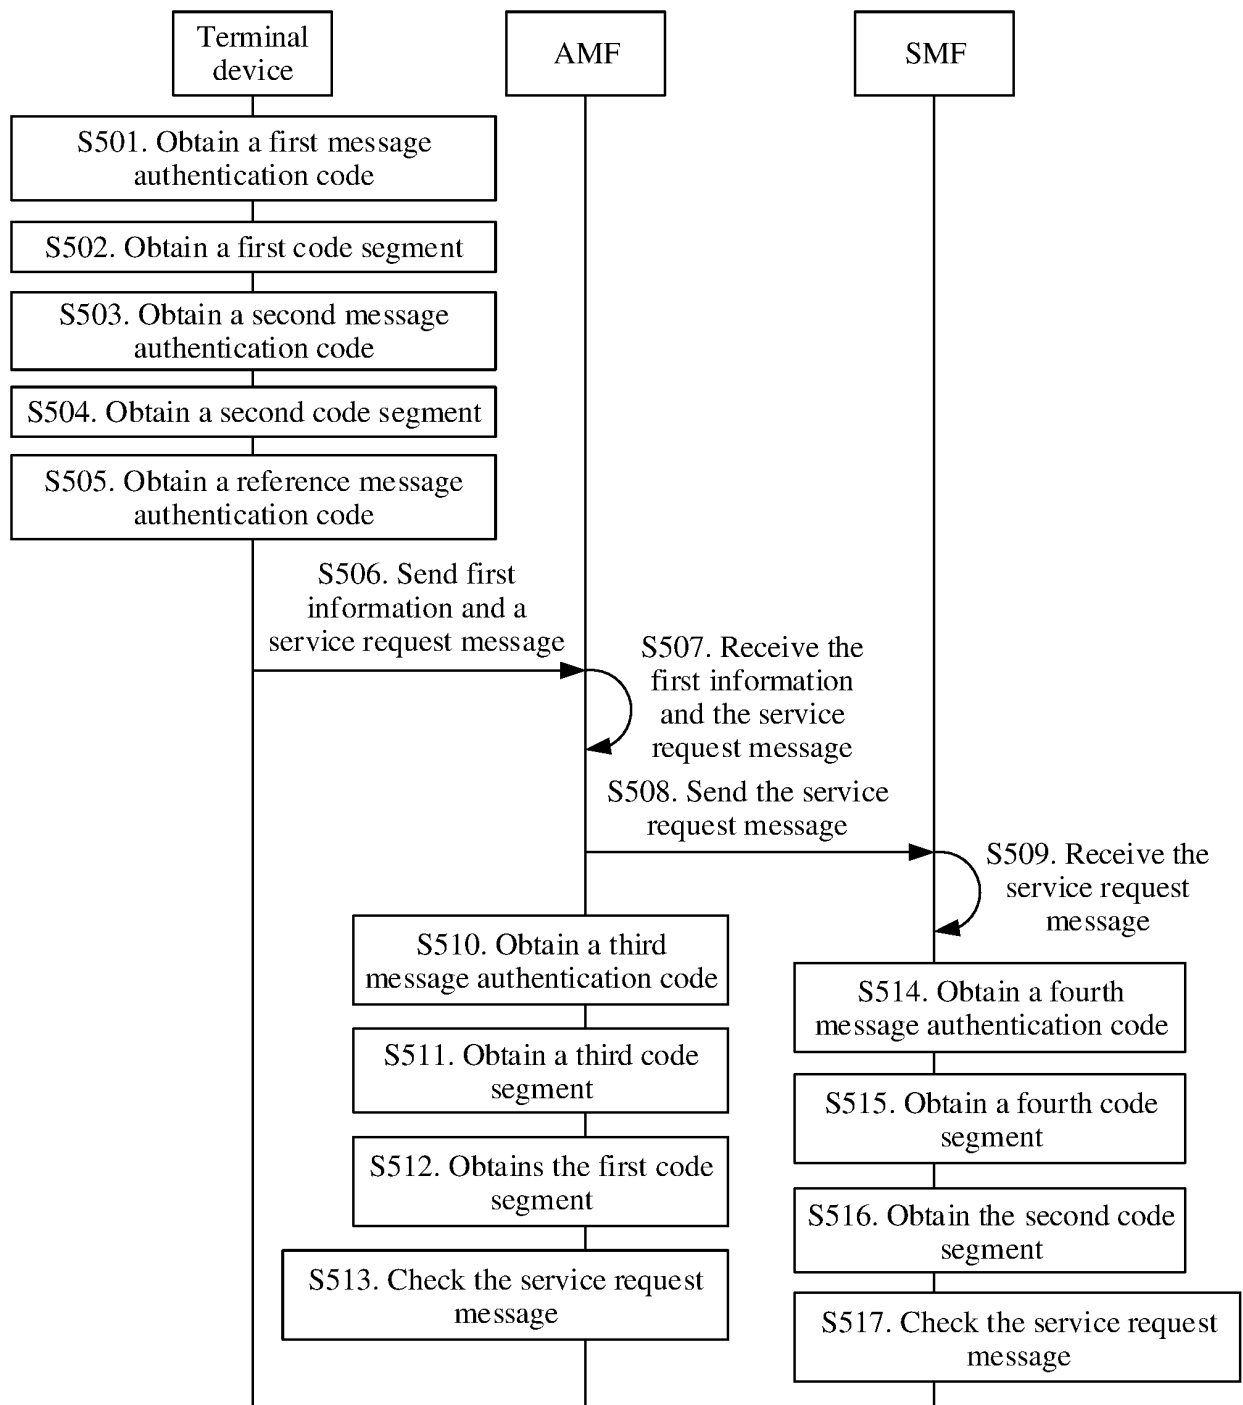 Terminal
device
AMF
SMF
S501. Obtain a first message
authentication code
S502. Obtain a first code segment
S503. Obtain a second message
authentication code
S504. Obtain a second code segment
S505. Obtain a reference message
authentication code
S506. Send first
information and a
service request message
S507. Receive the
first information
and the service
request message
S508. Send the service
request message
S509. Receive the
service request
message
S510. Obtain a third
message authentication code
S514. Obtain a fourth
message authentication code
S511. Obtain a third code
segment
S515. Obtain a fourth code
segment
S512. Obtains the first code
segment
S516. Obtain the second code
segment
S513. Check the service request
message
S517. Check the service request
message